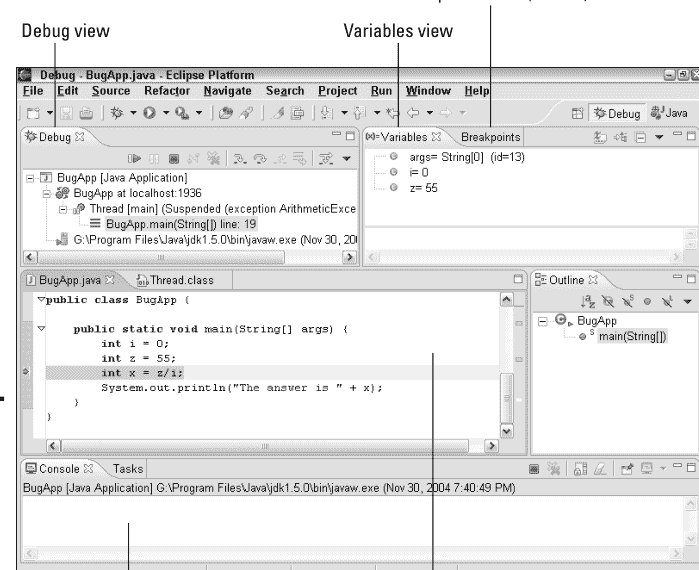 Debug view
Variables view
Debug - BugApp.java - Eclipse Platform
File Edit Source Refactor Navigate Search Project Run Window Help
Debug Java
Debug
Variables Breakpoints
BugApp [Java Application]
BugApp at localhost:1936
Thread [main] (Suspended (exception ArithmeticExce
BugApp.main(String[]) line: 19
G:\Program Files\Java\jdk1.5.0\bin\javaw.exe (Nov 30, 20
args= String[0] (id=13)
i= 0
z= 55
BugApp.java Thread.class
public class BugApp {
public static void main(String[] args) {
int i = 0;
int z = 55;
int x = z/i;
System.out.println("The answer is " + x);
}
}
Outline
BugApp
main(String[])
Console Tasks
BugApp [Java Application] G:\Program Files\Java\jdk1.5.0\bin\javaw.exe (Nov 30, 2004 7:40:49 PM)